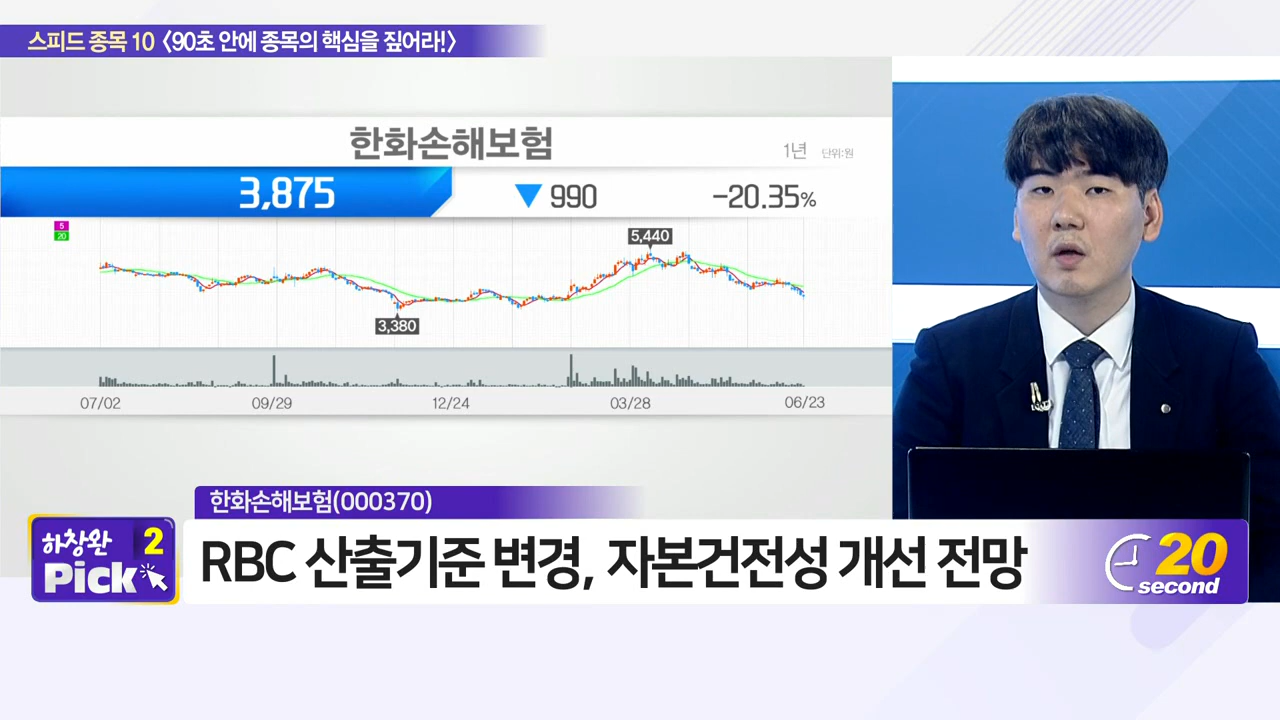 스피드 종목 10 〈90초 안에 종목의 핵심을 짚어라!〉
한화손해보험
1년 단위:원
3,875 ▼ 990 -20.35%
5
20
5,440
3,380
07/02 09/29 12/24 03/28 06/23
한화손해보험(000370)
하창완 2
Pick
RBC 산출기준 변경, 자본건전성 개선 전망
20
second